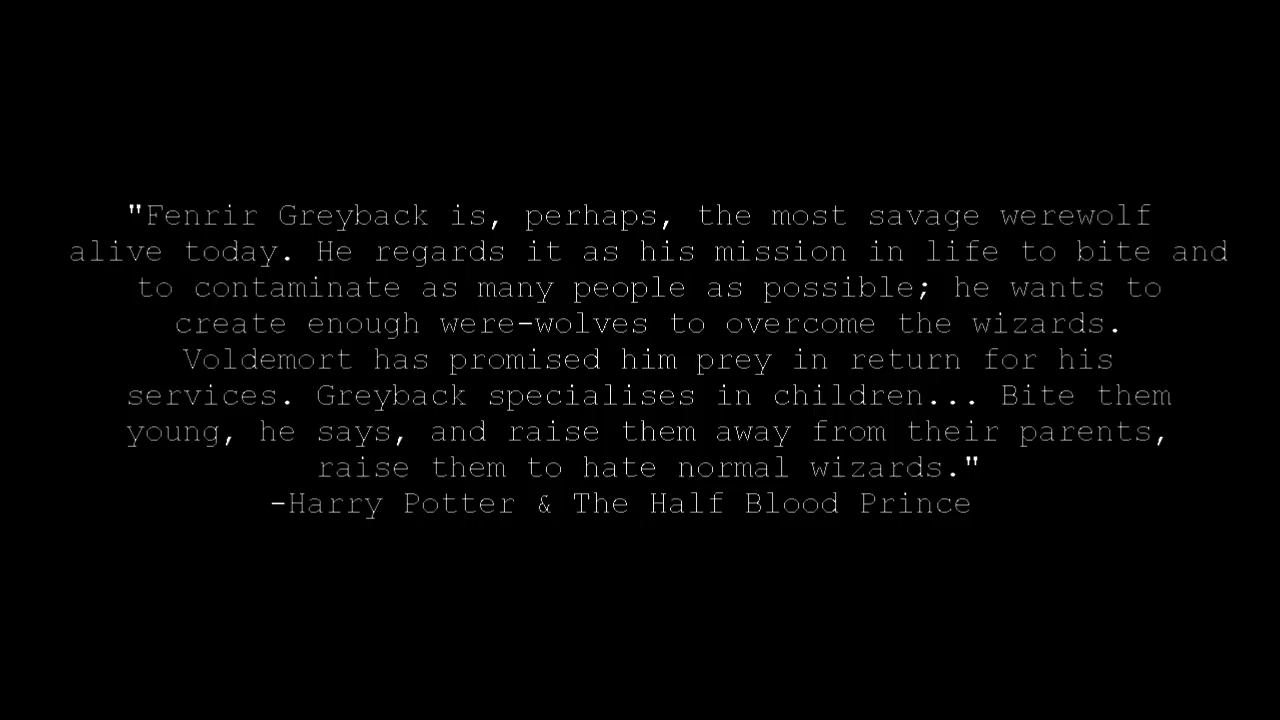 "Fenrir Greyback is, perhaps, the most savage werewolf
alive today. He regards it as his mission in life to bite and
to contaminate as many people as possible; he wants to
create enough were-wolves to overcome the wizards.
Voldemort has promised him prey in return for his
services. Greyback specialises in children... Bite them
young, he says, and raise them away from their parents,
raise them to hate normal wizards."
-Harry Potter & The Half Blood Prince